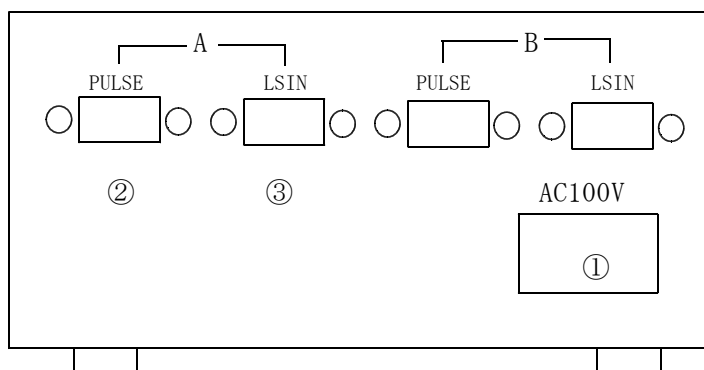 A B
PULSE LSIN PULSE LSIN
② ③
AC100V
①